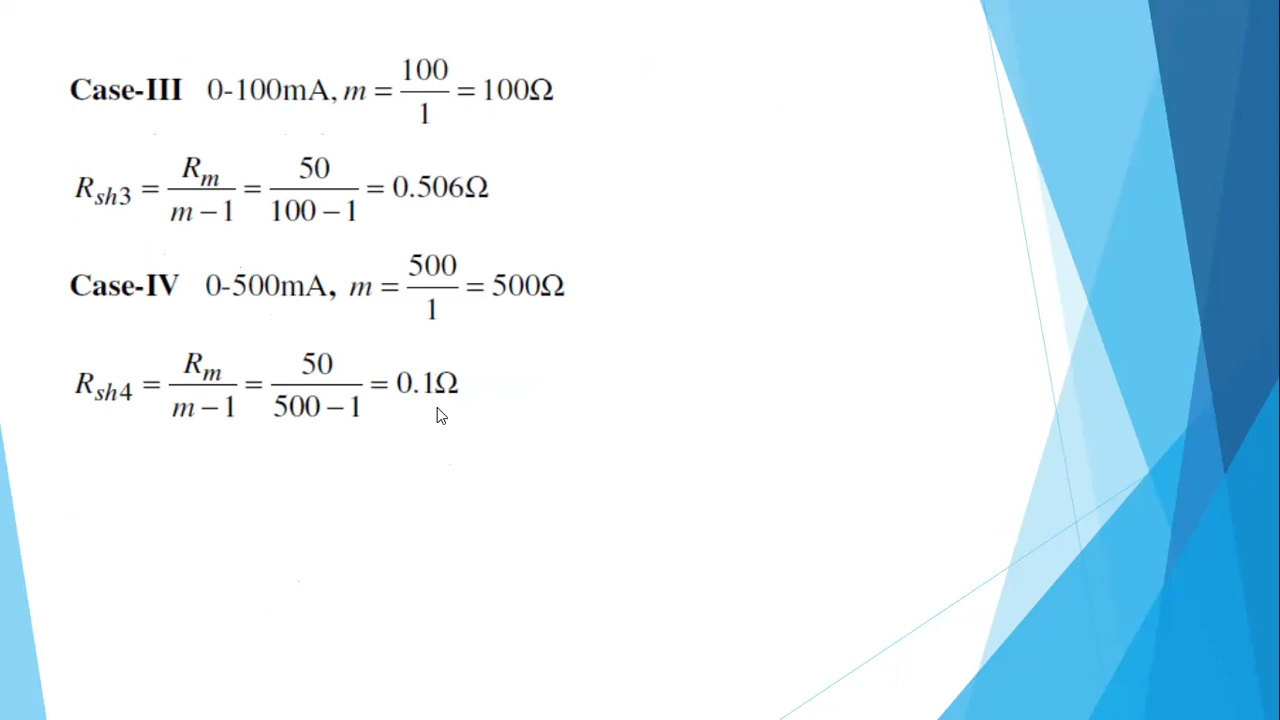 Case-III 0-100mA, m = 100/1 = 100Ω
R_sh3 = R_m/(m−1) = 50/(100−1) = 0.506Ω
Case-IV 0-500mA, m = 500/1 = 500Ω
R_sh4 = R_m/(m−1) = 50/(500−1) = 0.1Ω